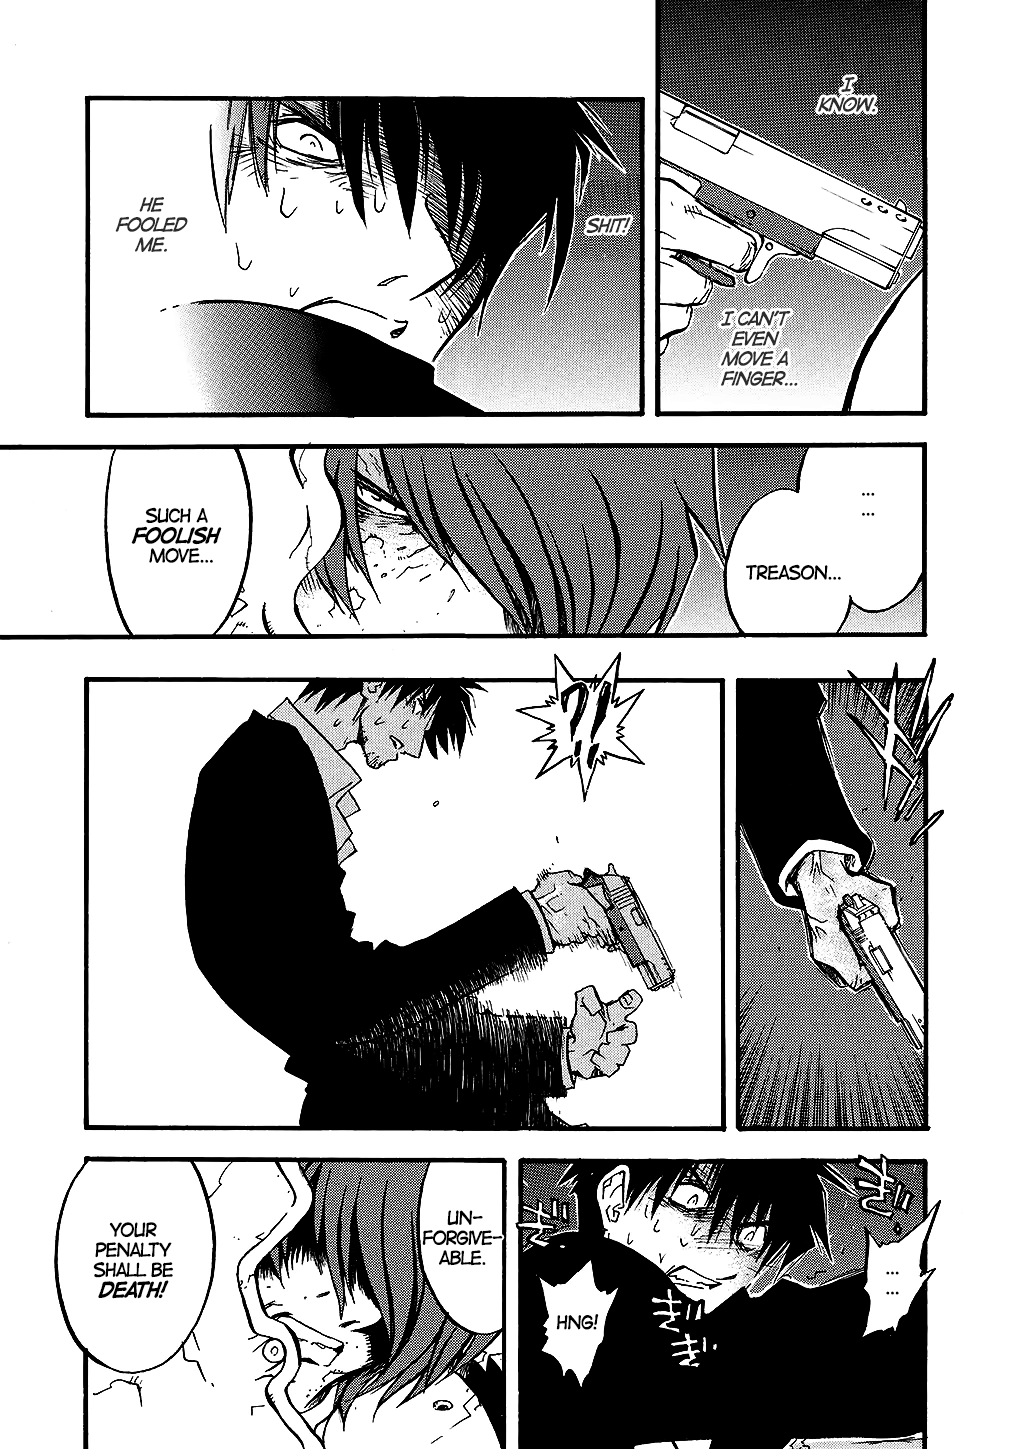 I
KNOW.
I CAN'T
EVEN
MOVE A
FINGER...
SHIT!
HE
FOOLED
ME.
...
...
TREASON...
SUCH A
FOOLISH
MOVE...
?!!
...
...
HNG!
UN-
FORGIVE-
ABLE.
YOUR
PENALTY
SHALL BE
DEATH!